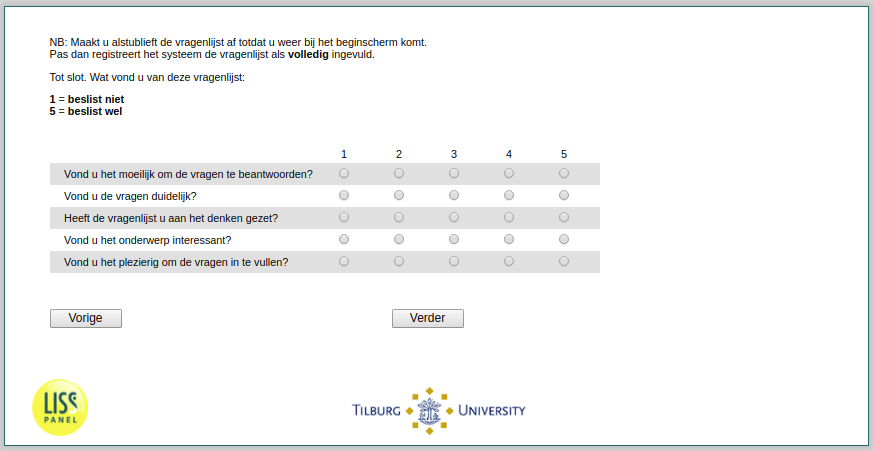 NB: Maakt u alstublieft de vragenlijst af totdat u weer bij het beginscherm komt.
Pas dan registreert het systeem de vragenlijst als volledig ingevuld.
Tot slot. Wat vond u van deze vragenlijst:
1 = beslist niet
5 = beslist wel
1 2 3 4 5
Vond u het moeilijk om de vragen te beantwoorden?
Vond u de vragen duidelijk?
Heeft de vragenlijst u aan het denken gezet?
Vond u het onderwerp interessant?
Vond u het plezierig om de vragen in te vullen?
Vorige Verder
LISS
PANEL
TILBURG UNIVERSITY